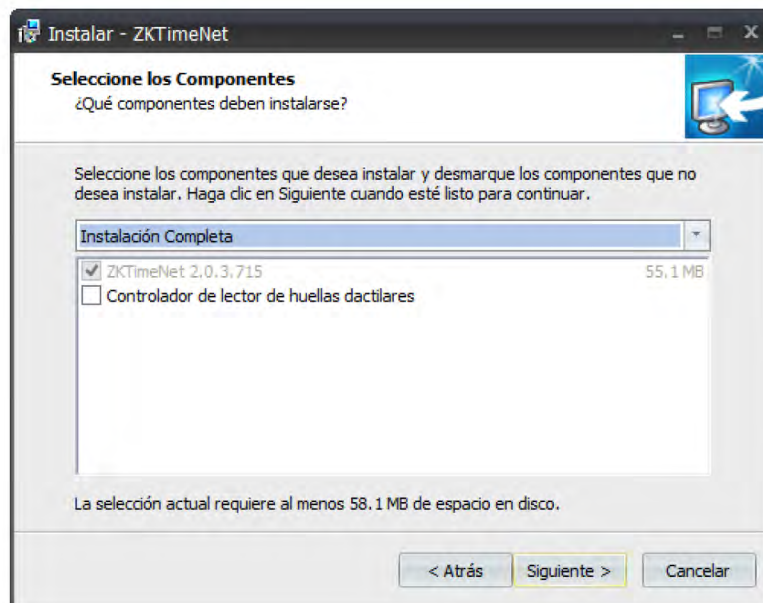 Instalar - ZKTimeNet
Seleccione los Componentes
¿Qué componentes deben instalarse?
Seleccione los componentes que desea instalar y desmarque los componentes que no
desea instalar. Haga clic en Siguiente cuando esté listo para continuar.
Instalación Completa
ZKTimeNet 2.0.3.715 55.1 MB
Controlador de lector de huellas dactilares
La selección actual requiere al menos 58.1 MB de espacio en disco.
< Atrás Siguiente > Cancelar